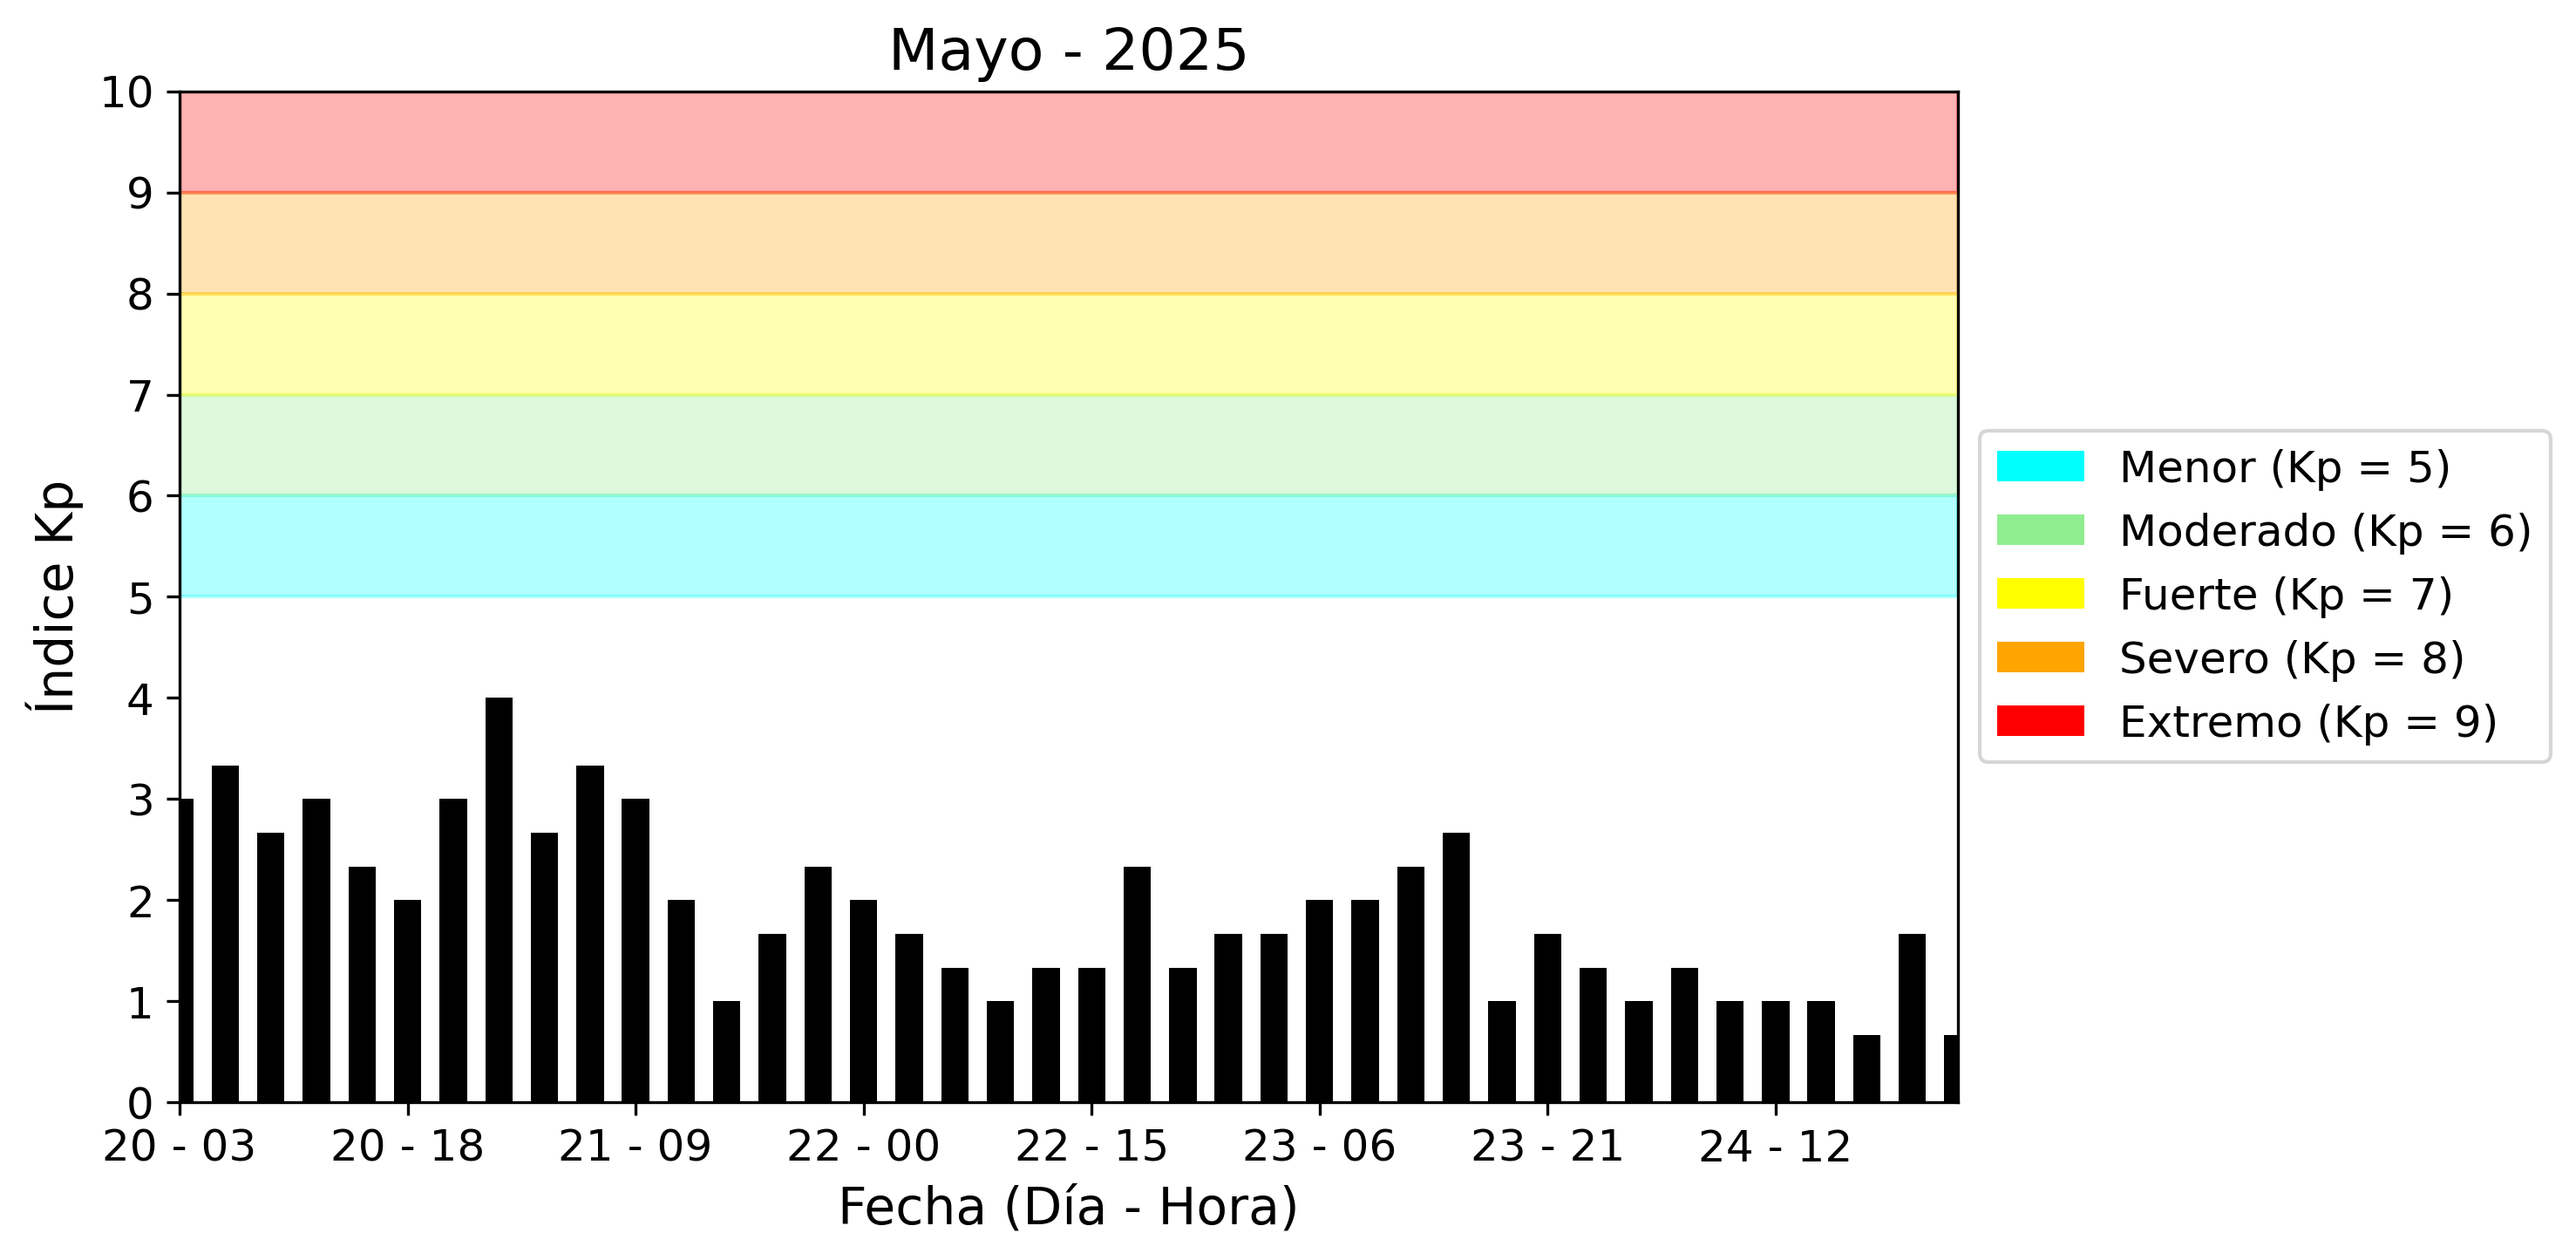 Mayo - 2025
10
9
8
7
6
5
4
3
2
1
0
Índice Kp
20 - 03
20 - 18
21 - 09
22 - 00
22 - 15
23 - 06
23 - 21
24 - 12
Fecha (Día - Hora)
Menor (Kp = 5)
Moderado (Kp = 6)
Fuerte (Kp = 7)
Severo (Kp = 8)
Extremo (Kp = 9)